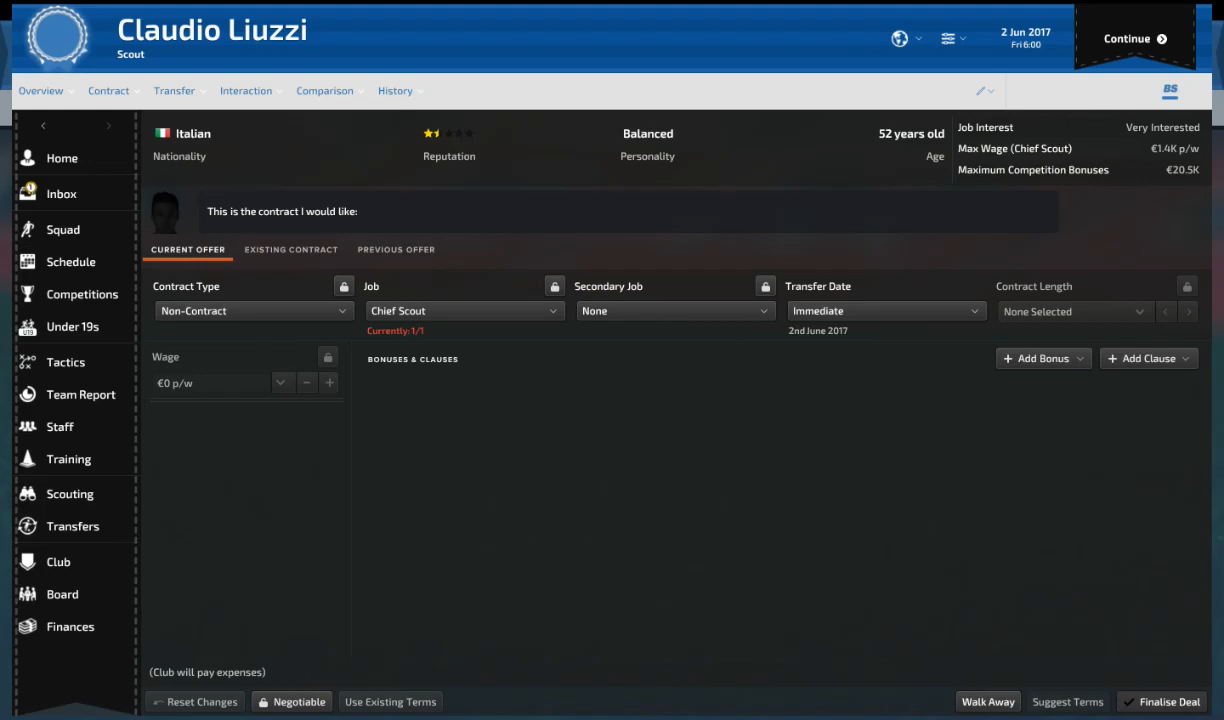 Claudio Liuzzi
Scout
2 Jun 2017
Fri 6:00
Continue
Overview
Contract
Transfer
Interaction
Comparison
History
BS
Home
Inbox
Squad
Schedule
Competitions
U19
Under 19s
Tactics
Team Report
Staff
Training
Scouting
Transfers
Club
Board
Finances
Italian
Nationality
Reputation
Balanced
Personality
52 years old
Age
Job Interest Very Interested
Max Wage (Chief Scout) €1.4K p/w
Maximum Competition Bonuses €20.5K
This is the contract I would like:
CURRENT OFFER EXISTING CONTRACT PREVIOUS OFFER
Contract Type
Non-Contract
Job
Chief Scout
Currently: 1/1
Secondary Job
None
Transfer Date
Immediate
2nd June 2017
Contract Length
None Selected
Wage
€0 p/w
BONUSES & CLAUSES
+ Add Bonus
+ Add Clause
(Club will pay expenses)
Reset Changes
Negotiable
Use Existing Terms
Walk Away
Suggest Terms
Finalise Deal